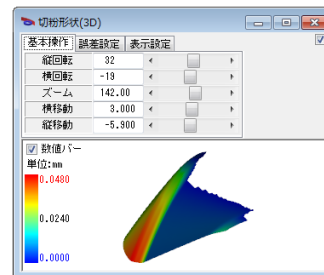 切粉形状(3D)
基本操作 誤差設定 表示設定
縦回転 32
横回転 -19
ズーム 142.00
横移動 3.000
縦移動 -5.900
数値バー
単位:mm
0.0480
0.0240
0.0000